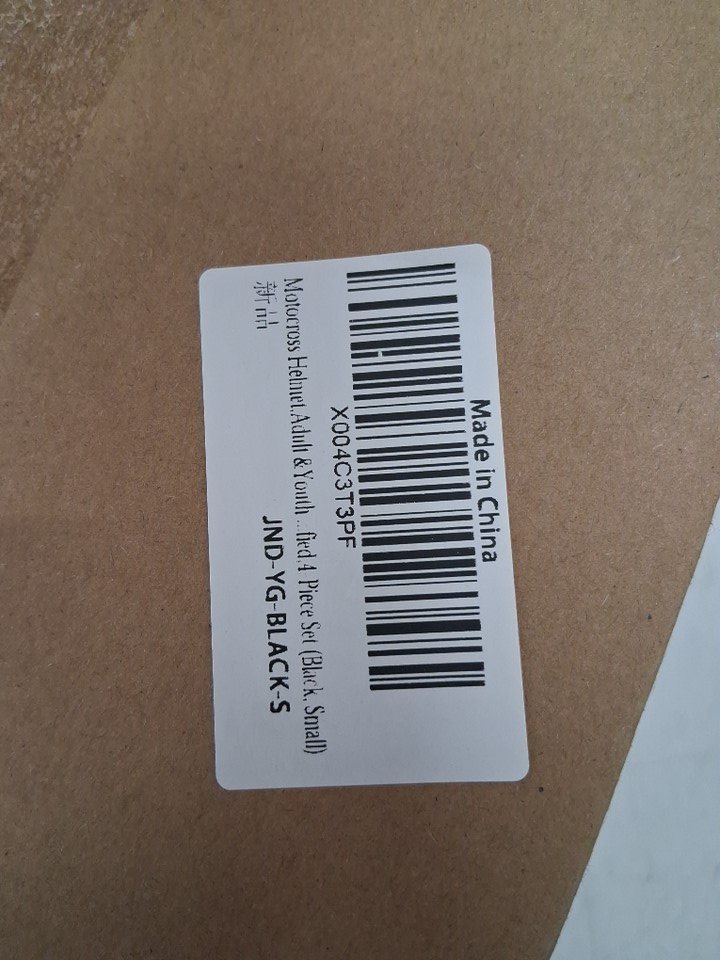 Made in China
X004C3T3PF
Motocross Helmet,Adult & Youth ...fied,4 Piece Set (Black, Small)
新品
JND-YG-BLACK-S